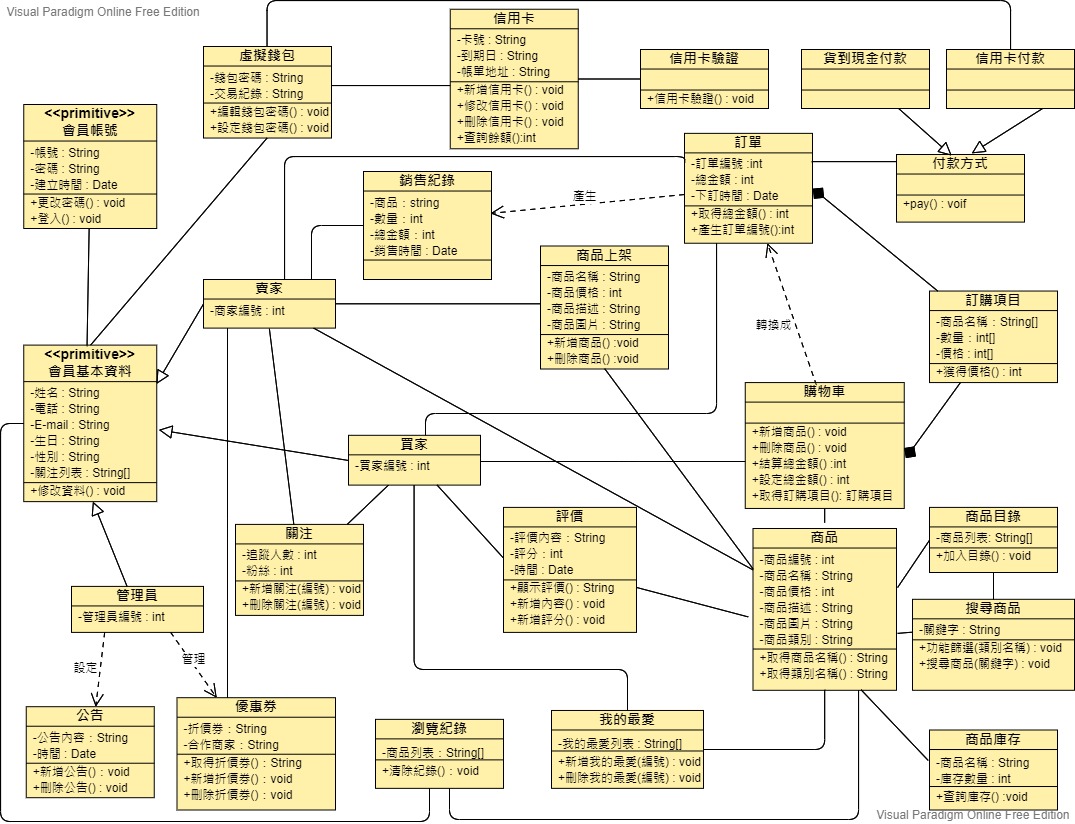 Visual Paradigm Online Free Edition
虛擬錢包
-錢包密碼 : String
-交易紀錄 : String
+編輯錢包密碼() : void
+設定錢包密碼() : void
信用卡
-卡號 : String
-到期日 : String
-帳單地址 : String
+新增信用卡() : void
+修改信用卡() : void
+刪除信用卡() : void
+查詢餘額():int
信用卡驗證
+信用卡驗證() : void
貨到現金付款
信用卡付款
<<primitive>>
會員帳號
-帳號 : String
-密碼 : String
-建立時間 : Date
+更改密碼() : void
+登入() : void
銷售紀錄
-商品 : string
-數量 : int
-總金額 : int
-銷售時間 : Date
產生
訂單
-訂單編號 :int
-總金額 : int
-下訂時間 : Date
+取得總金額() : int
+產生訂單編號():int
付款方式
+pay() : voif
賣家
-商家編號 : int
商品上架
-商品名稱 : String
-商品價格 : int
-商品描述 : String
-商品圖片 : String
+新增商品() :void
+刪除商品() :void
轉換成
訂購項目
-商品名稱 : String[]
-數量 : int[]
-價格 : int[]
+獲得價格() : int
<<primitive>>
會員基本資料
-姓名 : String
-電話 : String
-E-mail : String
-生日 : String
-性別 : String
-關注列表 : String[]
+修改資料() : void
買家
-買家編號 : int
購物車
+新增商品() : void
+刪除商品() : void
+結算總金額() :int
+設定總金額() : int
+取得訂購項目() : 訂購項目
關注
-追蹤人數 : int
-粉絲 : int
+新增關注(編號) : void
+刪除關注(編號) : void
評價
-評價內容 : String
-評分 : int
-時間 : Date
+顯示評價() : String
+新增內容() : void
+新增評分() : void
商品
-商品編號 : int
-商品名稱 : String
-商品價格 : int
-商品描述 : String
-商品圖片 : String
-商品類別 : String
+取得商品名稱() : String
+取得類別名稱() : String
商品目錄
-商品列表: String[]
+加入目錄() : void
搜尋商品
-關鍵字 : String
+功能篩選(類別名稱) : void
+搜尋商品(關鍵字) : void
管理員
-管理員編號 : int
設定
管理
公告
-公告內容 : String
-時間 : Date
+新增公告() : void
+刪除公告() : void
優惠券
-折價券 : String
-合作商家 : String
+取得折價券() : String
+新增折價券() : void
+刪除折價券() : void
瀏覽紀錄
-商品列表 : String[]
+清除紀錄() : void
我的最愛
-我的最愛列表 : String[]
+新增我的最愛(編號) : void
+刪除我的最愛(編號) : void
商品庫存
-商品名稱 : String
-庫存數量 : int
+查詢庫存() :void
Visual Paradigm Online Free Edition